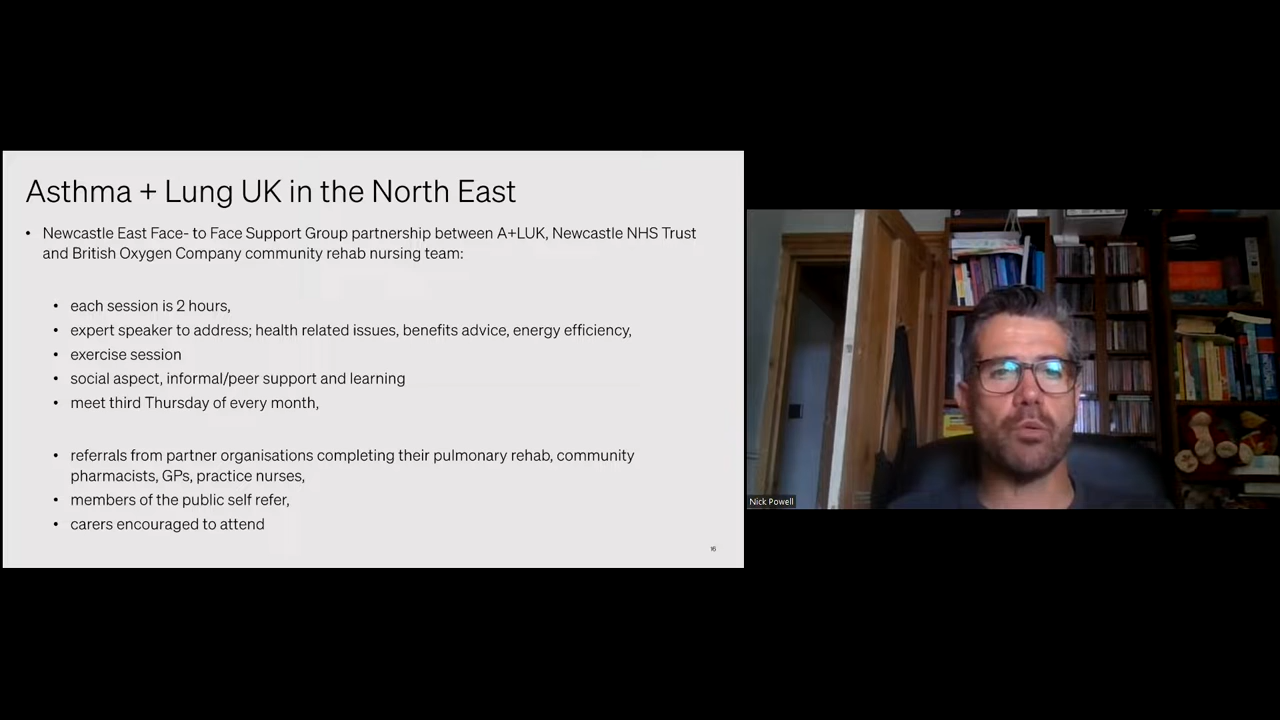 Asthma + Lung UK in the North East
• Newcastle East Face- to Face Support Group partnership between A+LUK, Newcastle NHS Trust
and British Oxygen Company community rehab nursing team:
• each session is 2 hours,
• expert speaker to address; health related issues, benefits advice, energy efficiency,
• exercise session
• social aspect, informal/peer support and learning
• meet third Thursday of every month,
• referrals from partner organisations completing their pulmonary rehab, community
pharmacists, GPs, practice nurses,
• members of the public self refer,
• carers encouraged to attend
16
Nick Powell